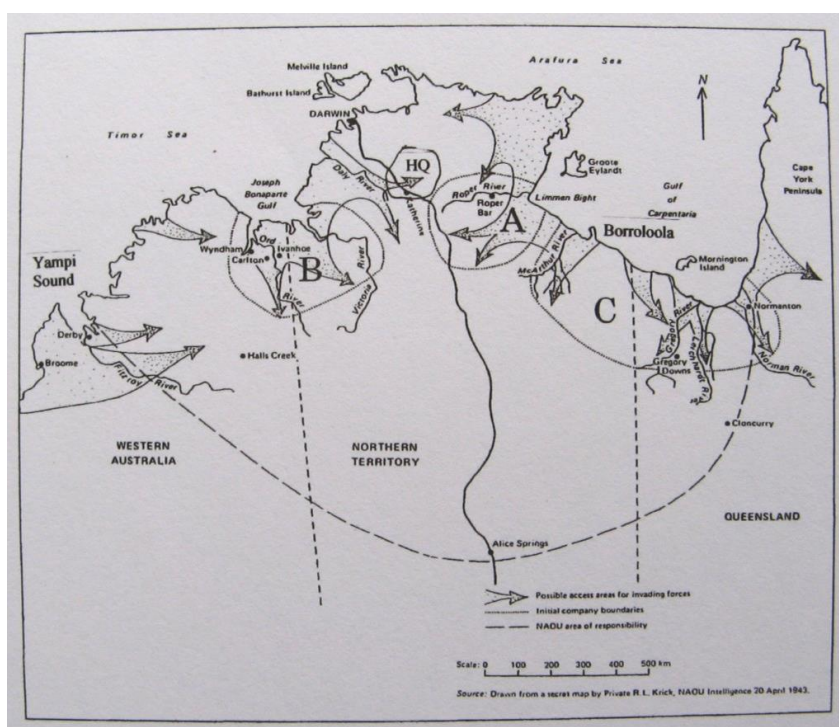 Arafura Sea
Melville Island
Bathurst Island
DARWIN
N
Timor Sea
Groote
Eylandt
Cape
York
Peninsula
HQ
Joseph
Bonaparte
Gulf
Daly River
Katherine
Roper River
Roper
Bar
Limmen Bight
Gulf
of
Carpentaria
A
Borroloola
Wyndham
Ord
Ivanhoe
Carlton
B
River
Victoria
River
McArthur River
Mornington
Island
Yampi
Sound
C
Normanton
Derby
Broome
Fitzroy River
Halls Creek
Gregory River
Gregory
Downs
Leichhardt River
Norman River
Cloncurry
WESTERN
AUSTRALIA
NORTHERN
TERRITORY
QUEENSLAND
Alice Springs
Possible access areas for invading forces
Initial company boundaries
NAOU area of responsibility
Scale: 0 100 200 300 400 500 km
Source: Drawn from a secret map by Private R.L. Krick, NAOU Intelligence 20 April 1943.